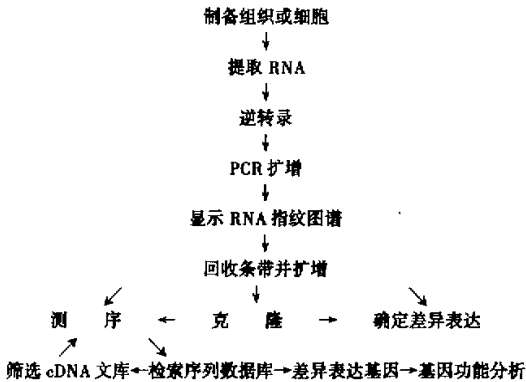 制备组织或细胞
↓
提取 RNA
↓
逆转录
↓
PCR 扩增
↓
显示 RNA 指纹图谱
↓
回收条带并扩增
↙ ↓ ↘
测 序 ← 克 隆 → 确定差异表达
↗ ↘
筛选 cDNA 文库←检索序列数据库→差异表达基因→基因功能分析